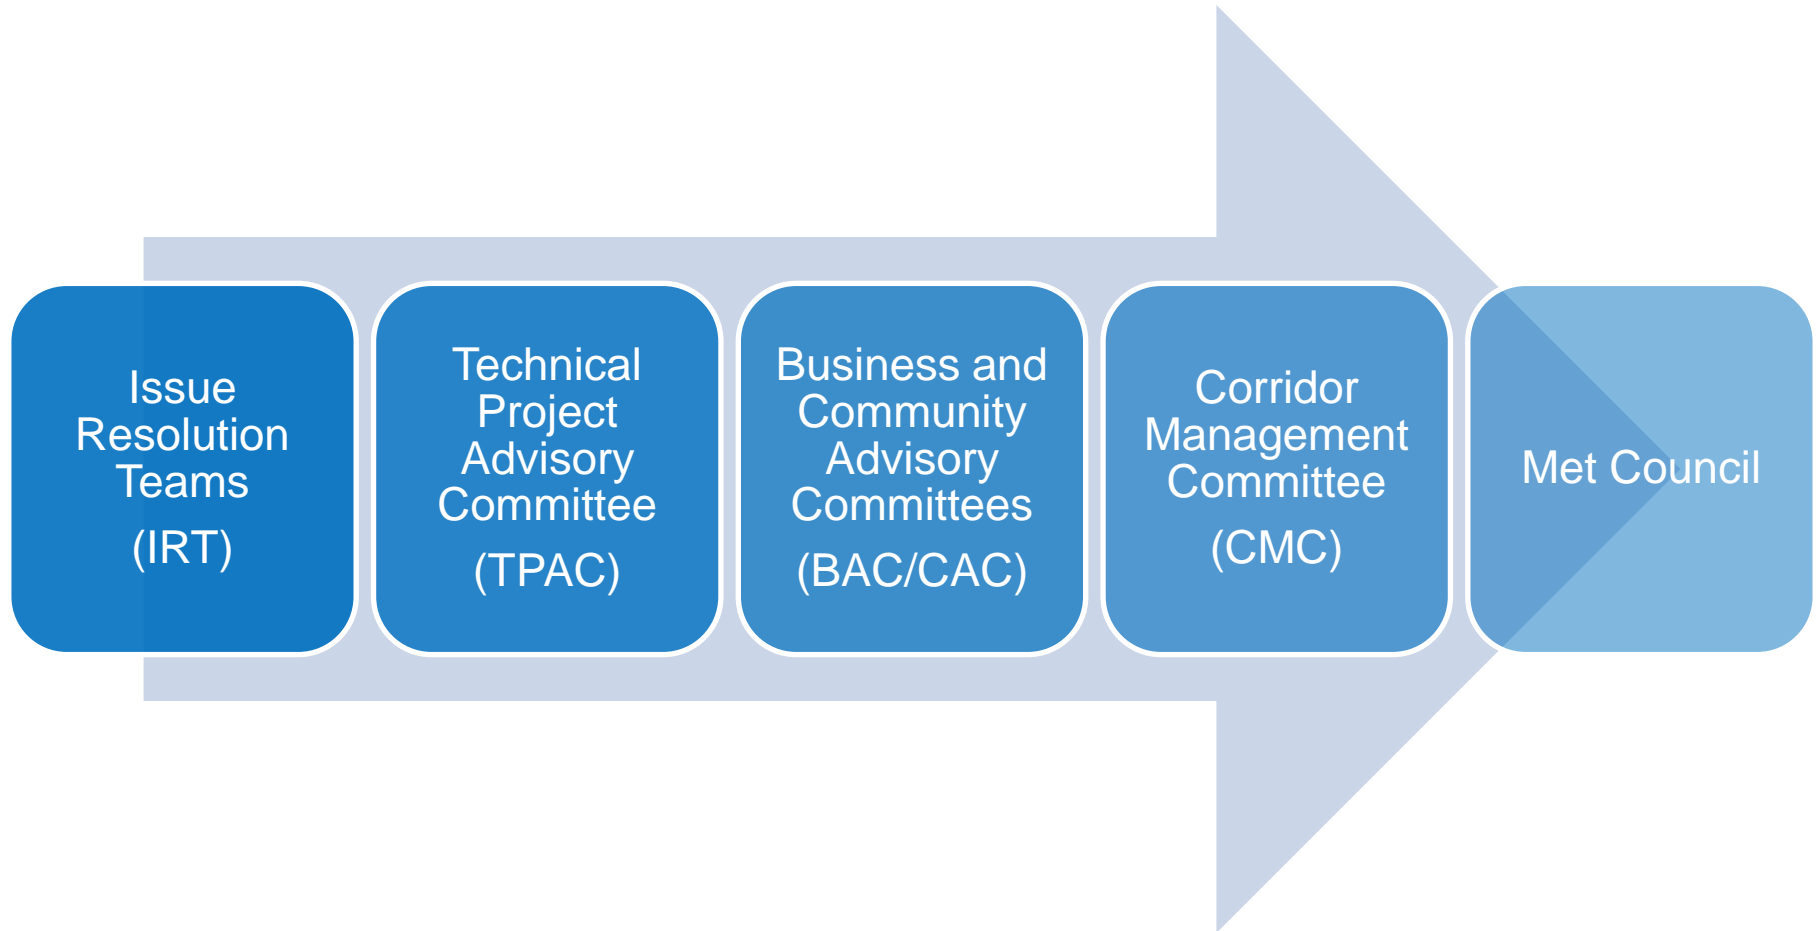 Issue
Resolution
Teams
(IRT)
Technical
Project
Advisory
Committee
(TPAC)
Business and
Community
Advisory
Committees
(BAC/CAC)
Corridor
Management
Committee
(CMC)
Met Council